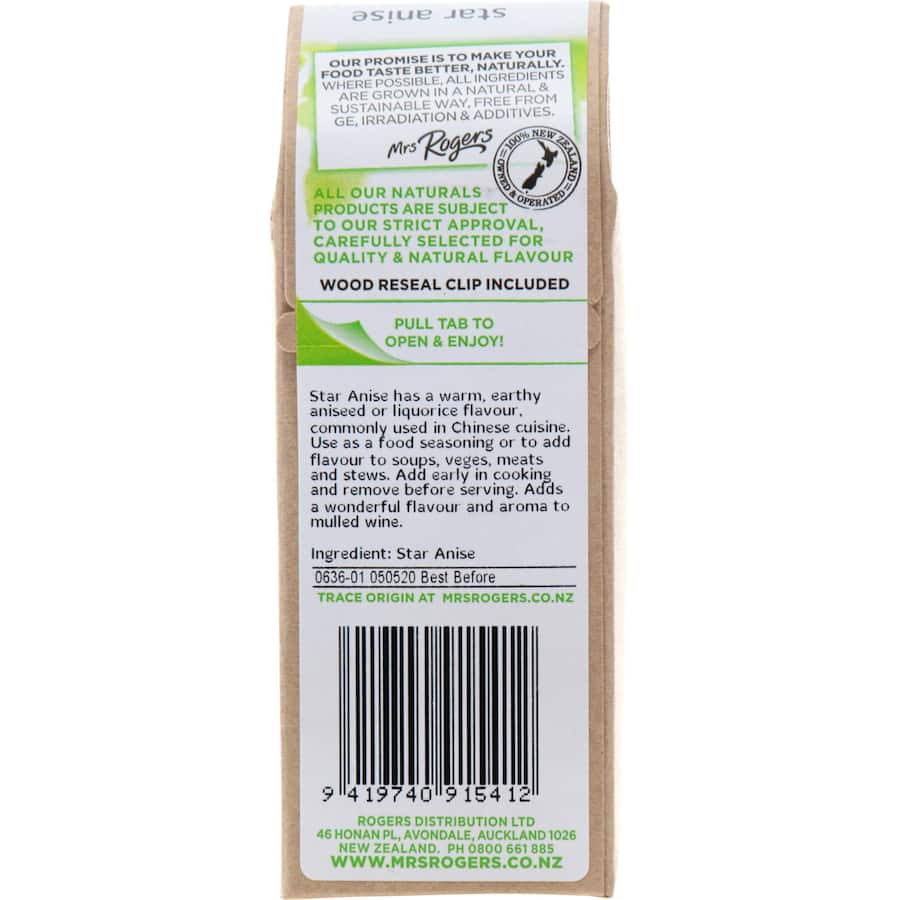 star anise
OUR PROMISE IS TO MAKE YOUR
FOOD TASTE BETTER, NATURALLY.
WHERE POSSIBLE, ALL INGREDIENTS
ARE GROWN IN A NATURAL &
SUSTAINABLE WAY, FREE FROM
GE, IRRADIATION & ADDITIVES.
Mrs Rogers
100% NEW ZEALAND
OWNED & OPERATED
ALL OUR NATURALS
PRODUCTS ARE SUBJECT
TO OUR STRICT APPROVAL,
CAREFULLY SELECTED FOR
QUALITY & NATURAL FLAVOUR
WOOD RESEAL CLIP INCLUDED
PULL TAB TO
OPEN & ENJOY!
Star Anise has a warm, earthy
aniseed or liquorice flavour,
commonly used in Chinese cuisine.
Use as a food seasoning or to add
flavour to soups, veges, meats
and stews. Add early in cooking
and remove before serving. Adds
a wonderful flavour and aroma to
mulled wine.
Ingredient: Star Anise
0636-01 050520 Best Before
TRACE ORIGIN AT MRSROGERS.CO.NZ
9 419740 915412
ROGERS DISTRIBUTION LTD
46 HONAN PL, AVONDALE, AUCKLAND 1026
NEW ZEALAND. PH 0800 661 885
WWW.MRSROGERS.CO.NZ